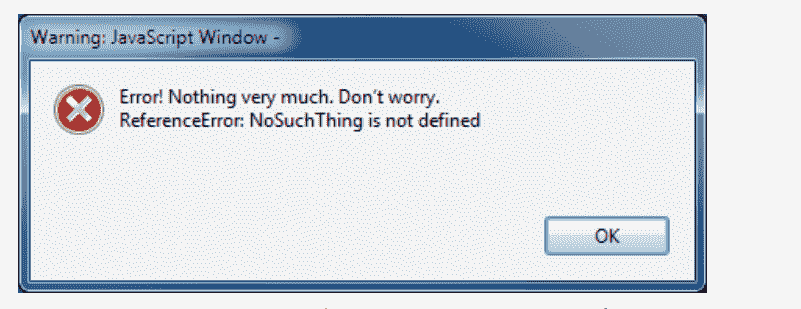 Warning: JavaScript Window -
Error! Nothing very much. Don't worry.
ReferenceError: NoSuchThing is not defined
OK